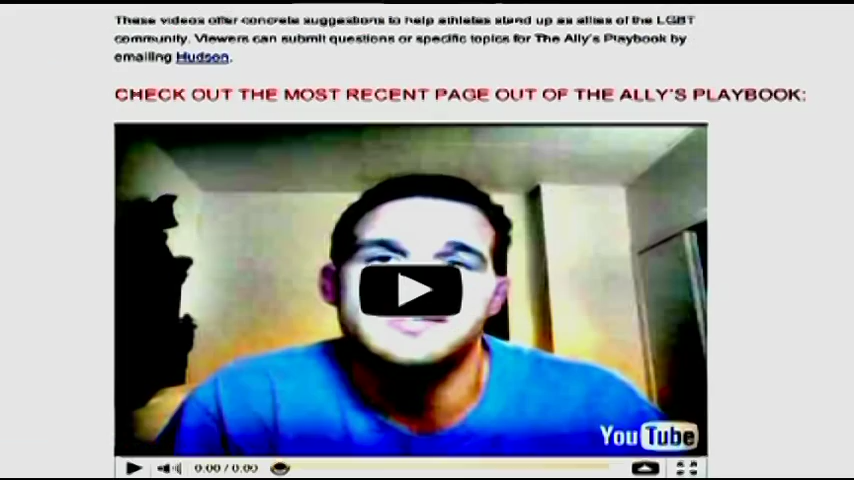 These videos offer concrete suggestions to help athletes stand up as allies of the LGBT
community. Viewers can submit questions or specific topics for The Ally's Playbook by
emailing Hudson.
CHECK OUT THE MOST RECENT PAGE OUT OF THE ALLY'S PLAYBOOK:
YouTube
0:00 / 0:00